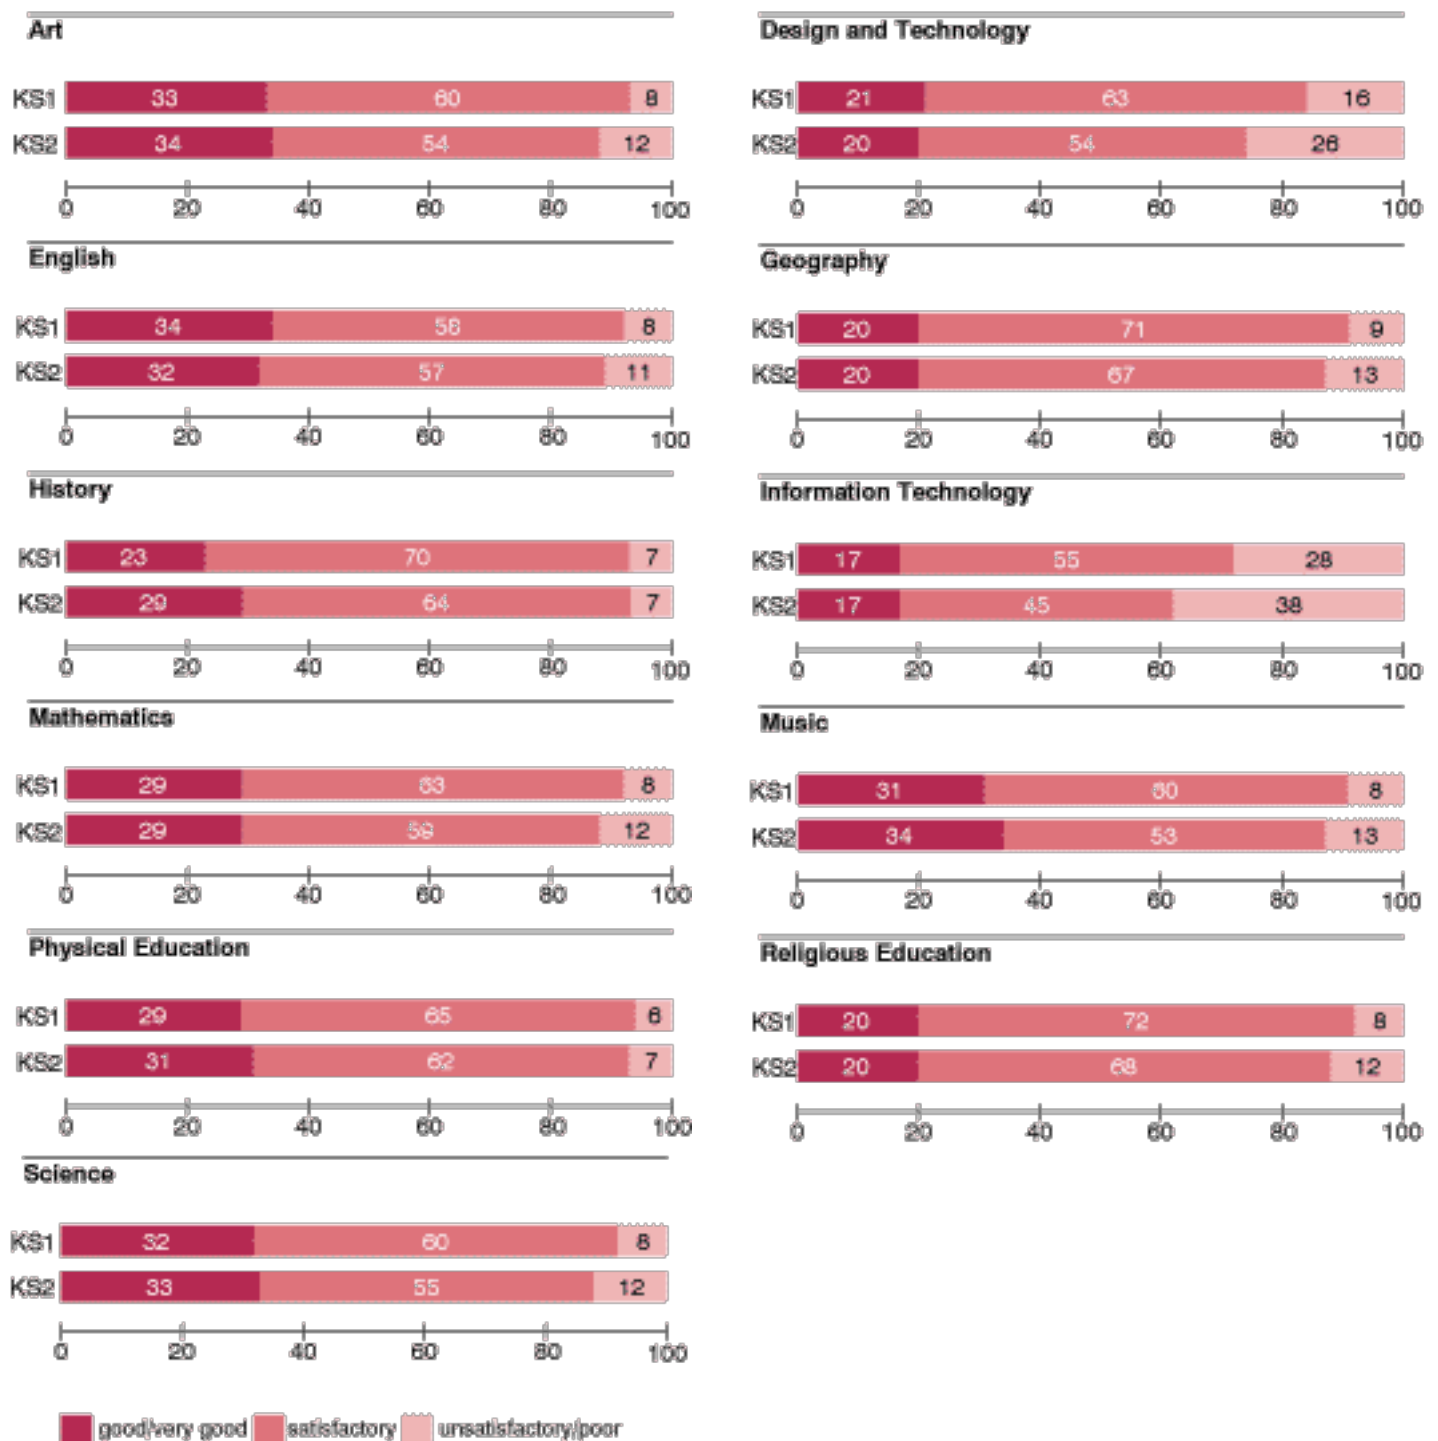 Art
KS1 33 60 8
KS2 34 54 12
0 20 40 60 80 100
Design and Technology
KS1 21 63 16
KS2 20 54 26
0 20 40 60 80 100
English
KS1 34 58 8
KS2 32 57 11
0 20 40 60 80 100
Geography
KS1 20 71 9
KS2 20 67 13
0 20 40 60 80 100
History
KS1 23 70 7
KS2 29 64 7
0 20 40 60 80 100
Information Technology
KS1 17 55 28
KS2 17 45 38
0 20 40 60 80 100
Mathematics
KS1 29 63 8
KS2 29 59 12
0 20 40 60 80 100
Music
KS1 31 60 8
KS2 34 53 13
0 20 40 60 80 100
Physical Education
KS1 29 65 6
KS2 31 62 7
0 20 40 60 80 100
Religious Education
KS1 20 72 8
KS2 20 68 12
0 20 40 60 80 100
Science
KS1 32 60 8
KS2 33 55 12
0 20 40 60 80 100
good/very good satisfactory unsatisfactory/poor